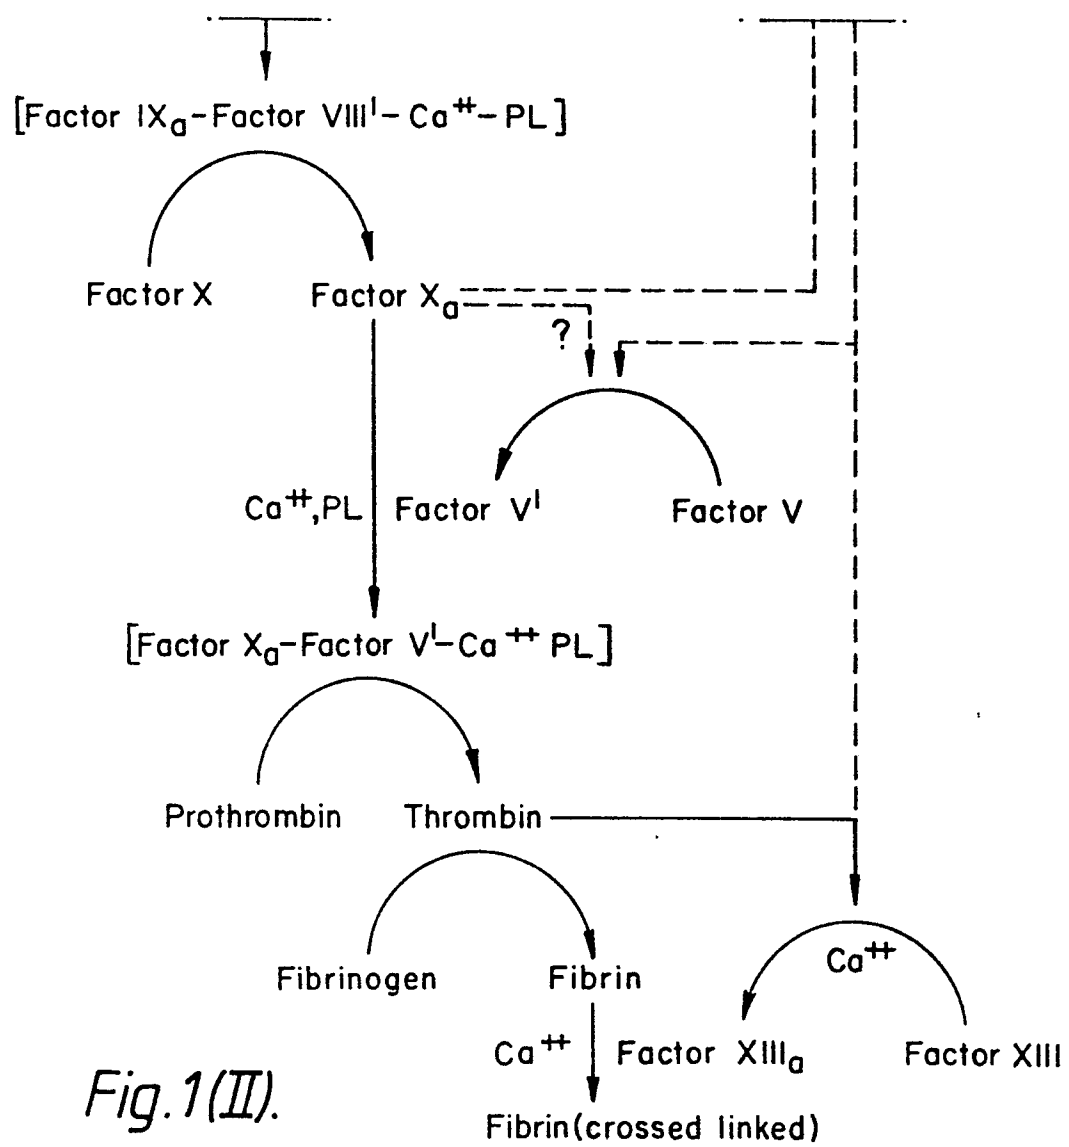 [Factor IXa-Factor VIII'-Ca++-PL]
Factor X
Factor Xa
?
Ca++,PL
Factor V'
Factor V
[Factor Xa-Factor V'-Ca++ PL]
Prothrombin
Thrombin
Fibrinogen
Fibrin
Ca++
Ca++
Factor XIIIa
Factor XIII
Fibrin(crossed linked)
Fig.1(II).